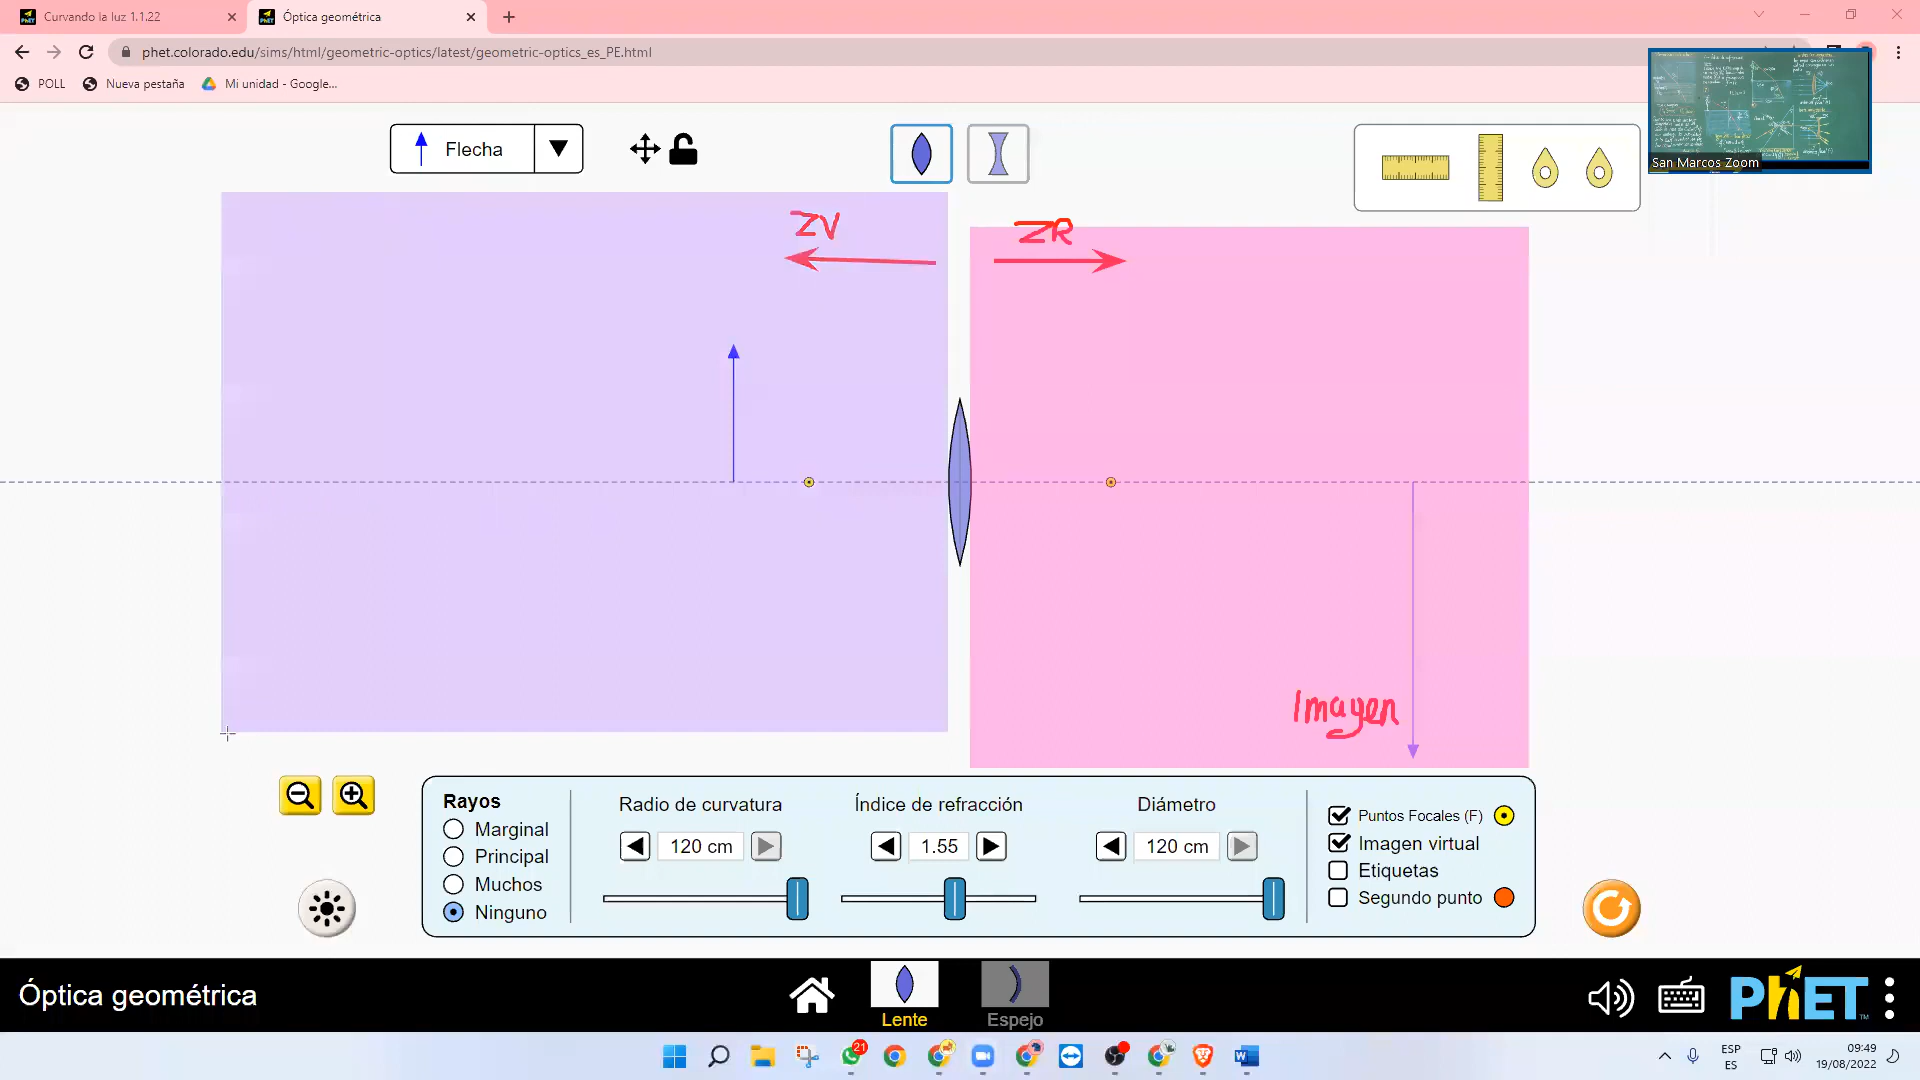 Curvando la luz 1.1.22
Óptica geométrica
phet.colorado.edu/sims/html/geometric-optics/latest/geometric-optics_es_PE.html
POLL
Nueva pestaña
Mi unidad - Google...
San Marcos Zoom
Flecha
ZV
ZR
Imagen
Rayos
Marginal
Principal
Muchos
Ninguno
Radio de curvatura
120 cm
Índice de refracción
1.55
Diámetro
120 cm
Puntos Focales (F)
Imagen virtual
Etiquetas
Segundo punto
Óptica geométrica
Lente
Espejo
PhET
21
ESP
ES
09:49
19/08/2022